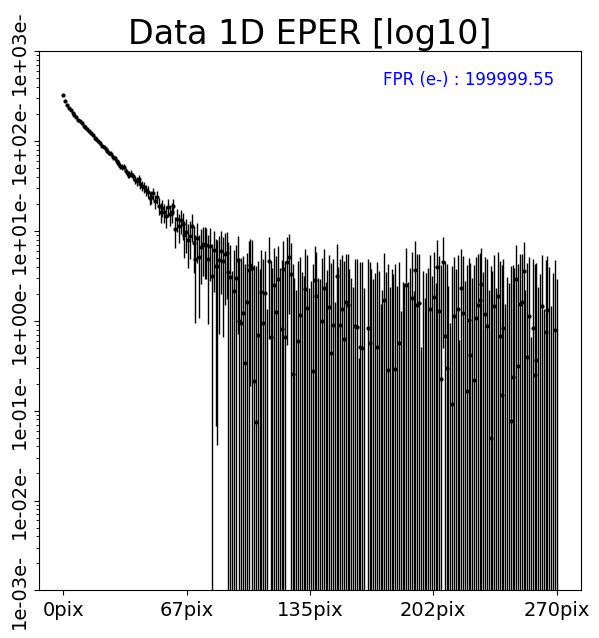 Data 1D EPER [log10]
FPR (e-) : 199999.55
1e+03e-
1e+02e-
1e+01e-
1e+00e-
1e-01e-
1e-02e-
1e-03e-
0pix 67pix 135pix 202pix 270pix